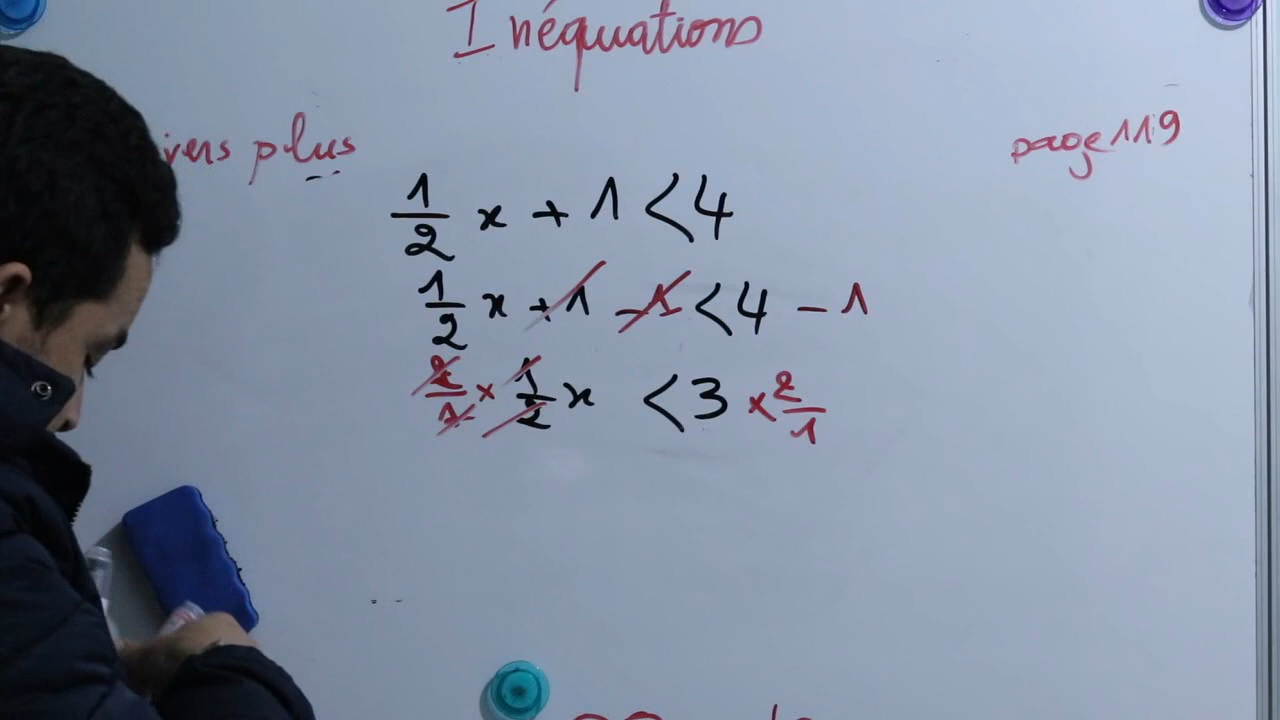 Inéquations
plus
page 119
1/2 x + 1 < 4
1/2 x + 1 - 1 < 4 - 1
2/1 × 1/2 x < 3 × 2/1